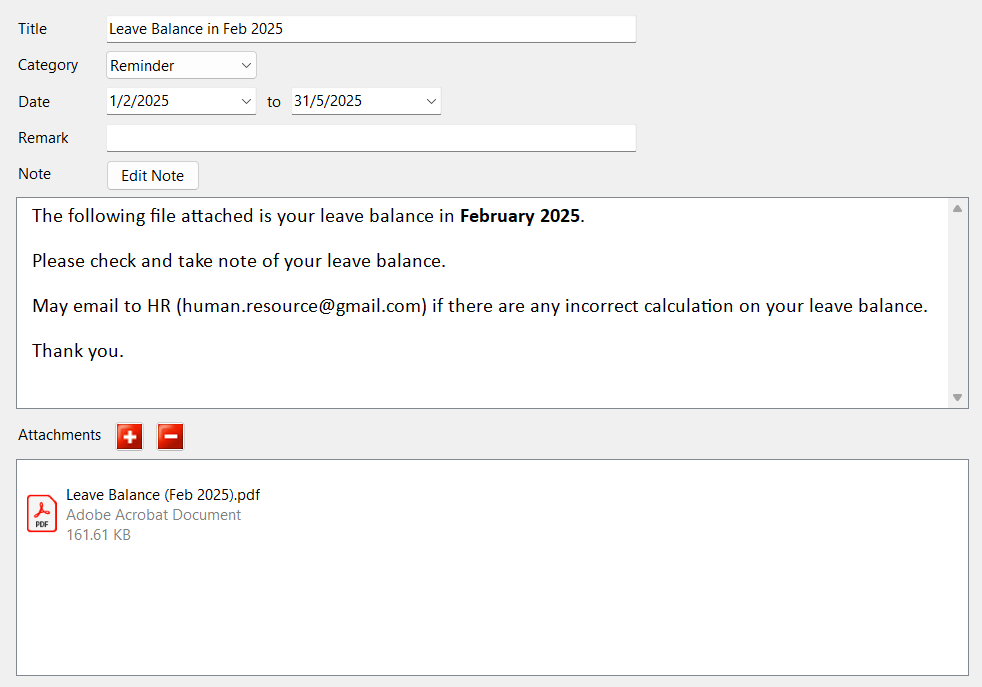 Title Leave Balance in Feb 2025
Category Reminder
Date 1/2/2025 to 31/5/2025
Remark
Note Edit Note
The following file attached is your leave balance in February 2025.
Please check and take note of your leave balance.
May email to HR (human.resource@gmail.com) if there are any incorrect calculation on your leave balance.
Thank you.
Attachments
Leave Balance (Feb 2025).pdf
Adobe Acrobat Document
PDF
161.61 KB